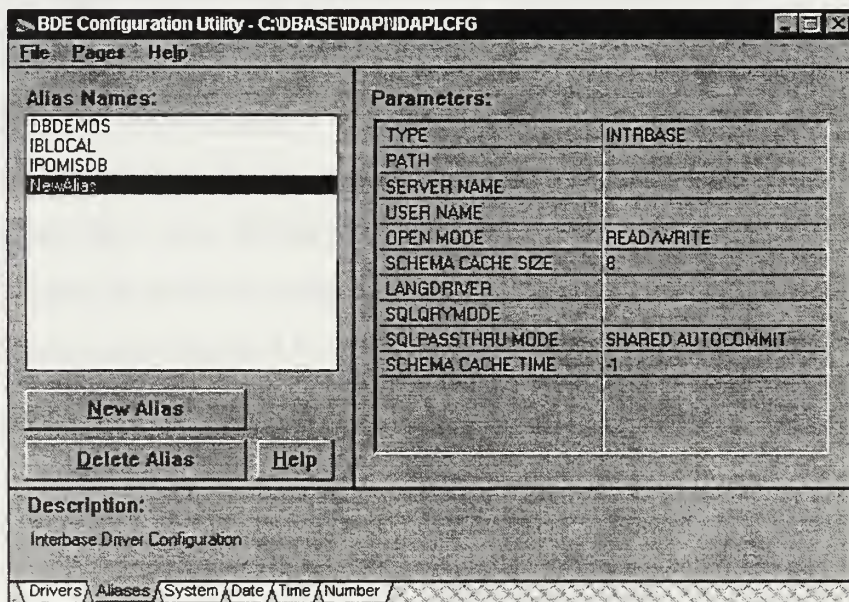 BDE Configuration Utility - C:\DBASE\IDAPI\IDAPI.CFG
File Pages Help
Alias Names:
DBDEMOS
IBLOCAL
IPOMISDB
NewAlias
New Alias
Delete Alias Help
Parameters:
TYPE INTRBASE
PATH
SERVER NAME
USER NAME
OPEN MODE READ/WRITE
SCHEMA CACHE SIZE 8
LANGDRIVER
SQLQRYMODE
SQLPASSTHRU MODE SHARED AUTOCOMMIT
SCHEMA CACHE TIME -1
Description:
Interbase Driver Configuration
Drivers Aliases System Date Time Number